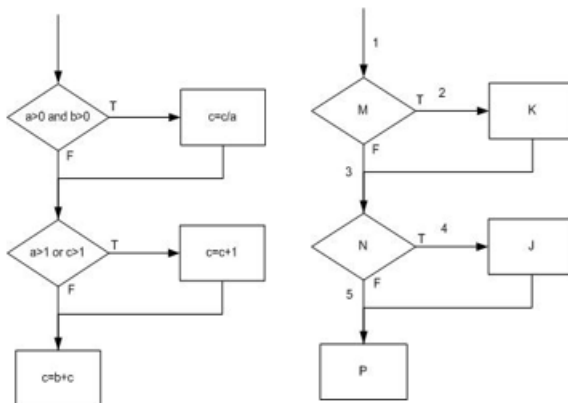 a>0 and b>0
T
c=c/a
F
a>1 or c>1
T
c=c+1
F
c=b+c
1
M
T
2
K
F
3
N
T
4
J
F
5
P